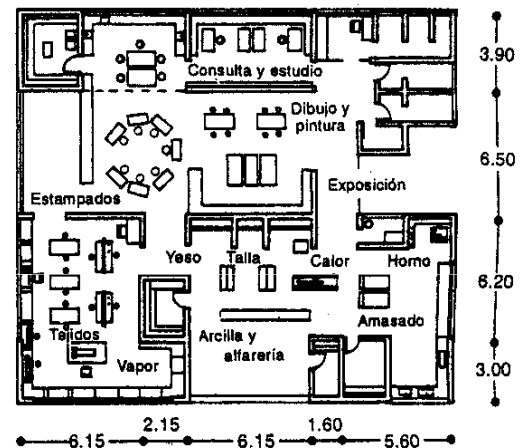 Consulta y estudio
3.90
Dibujo y
pintura
6.50
Exposición
Estampados
Yeso
Talla
Calor
Horno
6.20
Amasado
Tejidos
Arcilla y
alfarería
Vapor
3.00
2.15
1.60
6.15
6.15
5.60